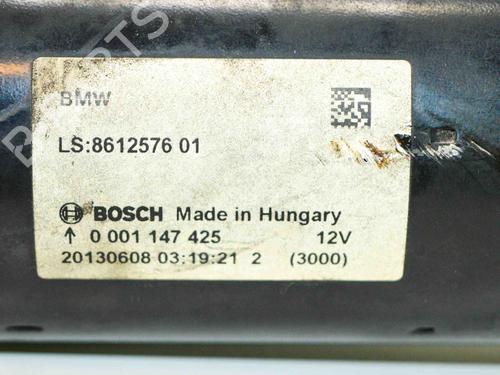 BMW
LS:8612576 01
BOSCH Made in Hungary
↑ 0 001 147 425 12V
20130608 03:19:21 2 (3000)